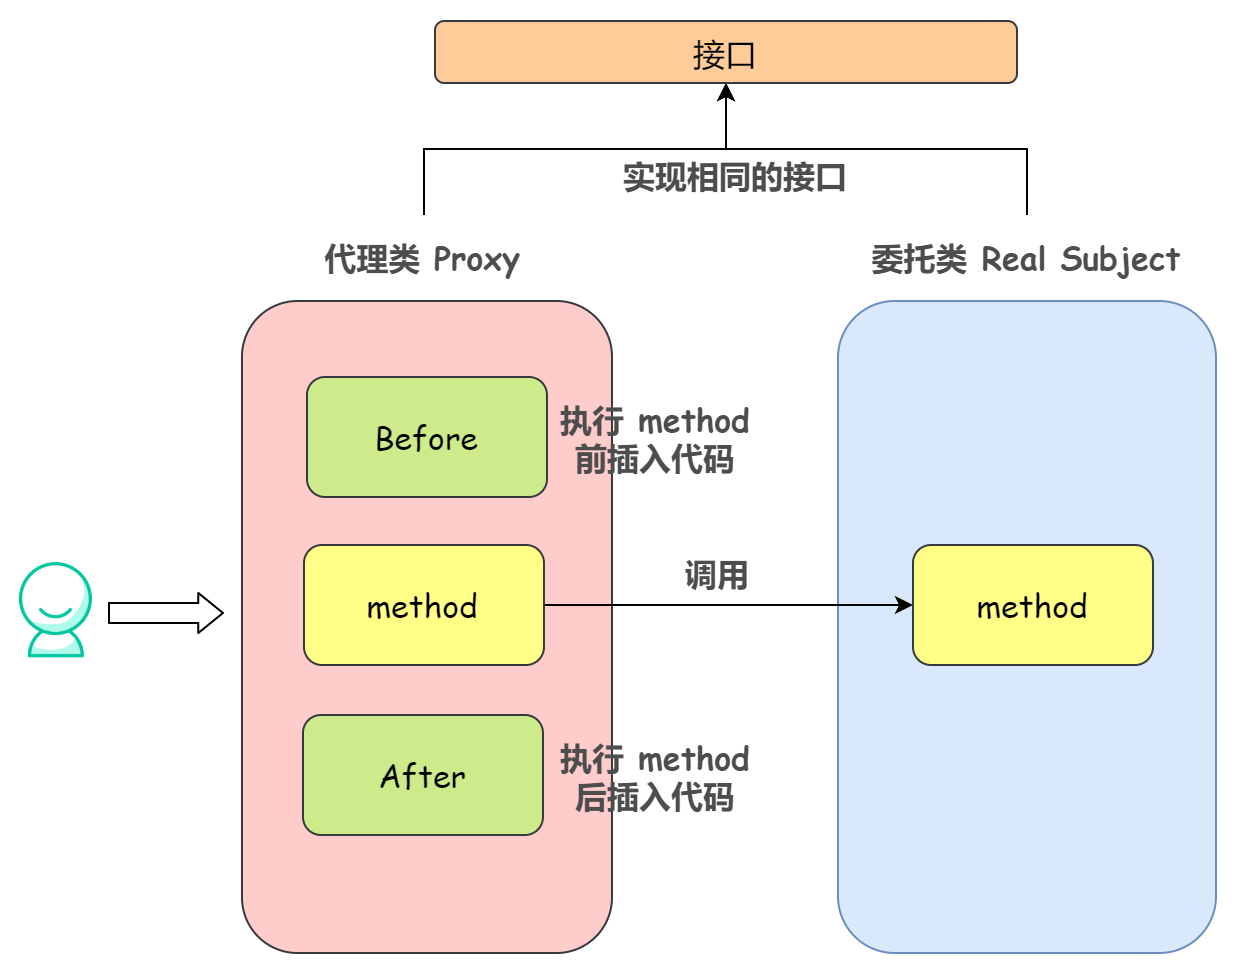 接口
实现相同的接口
代理类 Proxy
委托类 Real Subject
Before
执行 method
前插入代码
method
调用
method
After
执行 method
后插入代码